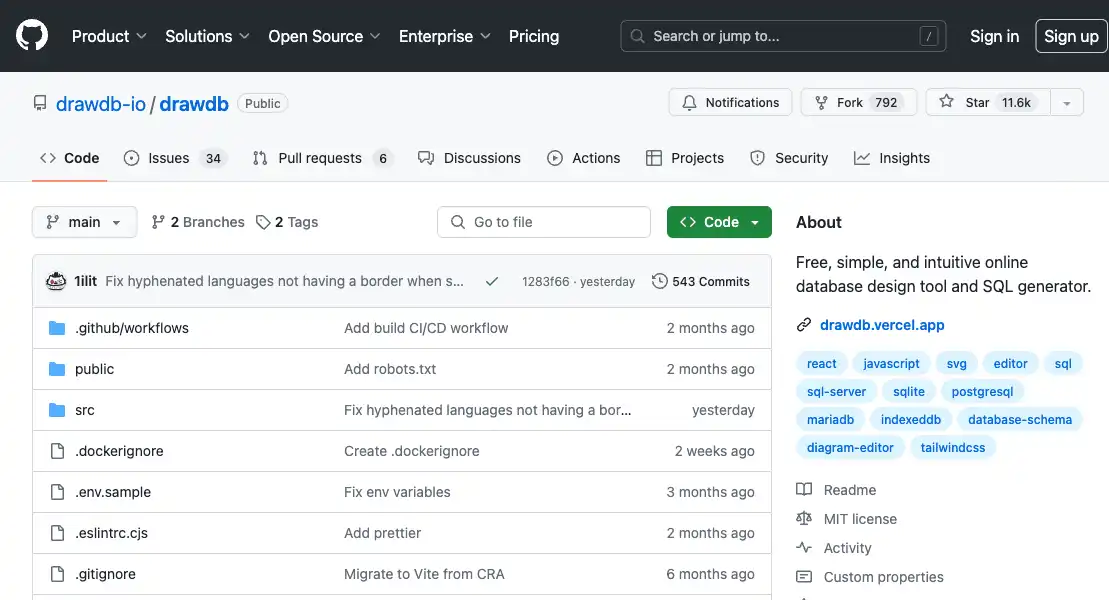 Product Solutions Open Source Enterprise Pricing Search or jump to... / Sign in Sign up
drawdb-io / drawdb Public Notifications Fork 792 Star 11.6k
Code Issues 34 Pull requests 6 Discussions Actions Projects Security Insights
main 2 Branches 2 Tags Go to file Code
1ilit Fix hyphenated languages not having a border when s... 1283f66 · yesterday 543 Commits
.github/workflows Add build CI/CD workflow 2 months ago
public Add robots.txt 2 months ago
src Fix hyphenated languages not having a bor... yesterday
.dockerignore Create .dockerignore 2 weeks ago
.env.sample Fix env variables 3 months ago
.eslintrc.cjs Add prettier 2 months ago
.gitignore Migrate to Vite from CRA 6 months ago
About
Free, simple, and intuitive online
database design tool and SQL generator.
drawdb.vercel.app
react javascript svg editor sql
sql-server sqlite postgresql
mariadb indexeddb database-schema
diagram-editor tailwindcss
Readme
MIT license
Activity
Custom properties